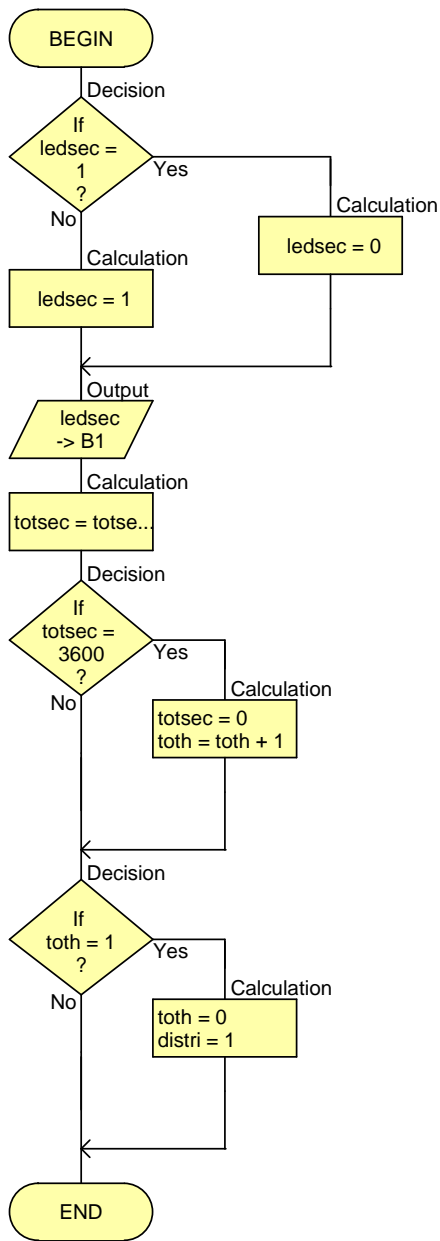 BEGIN
Decision
If
ledsec =
1
?
Yes
No
Calculation
ledsec = 0
Calculation
ledsec = 1
Output
ledsec
-> B1
Calculation
totsec = totse...
Decision
If
totsec =
3600
?
Yes
No
Calculation
totsec = 0
toth = toth + 1
Decision
If
toth = 1
?
Yes
No
Calculation
toth = 0
distri = 1
END